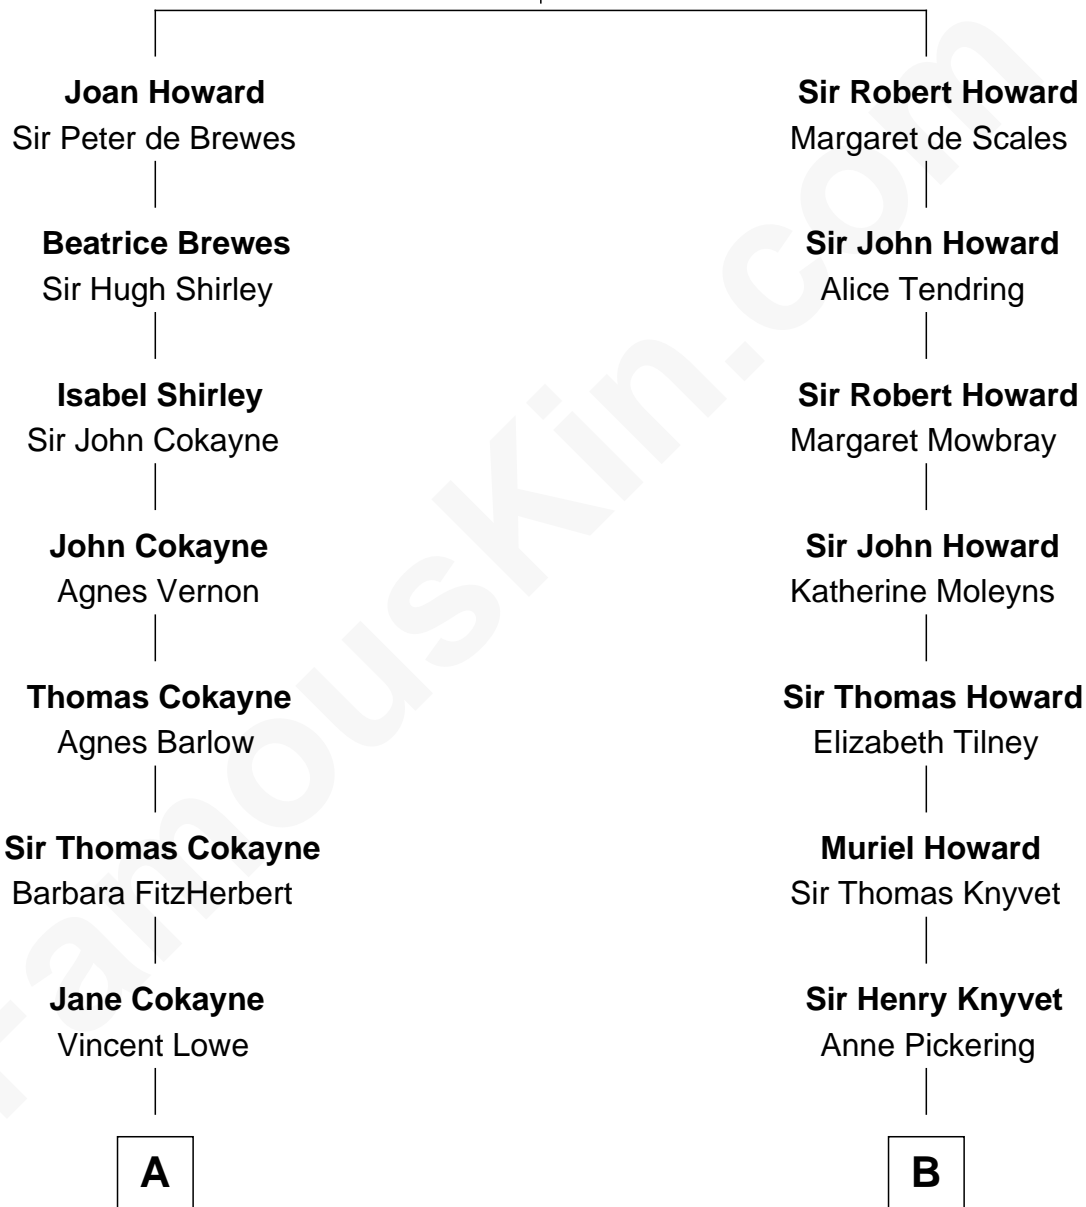 Joan Howard
Sir Peter de Brewes
Beatrice Brewes
Sir Hugh Shirley
Isabel Shirley
Sir John Cokayne
John Cokayne
Agnes Vernon
Thomas Cokayne
Agnes Barlow
Sir Thomas Cokayne
Barbara FitzHerbert
Jane Cokayne
Vincent Lowe
A
Sir Robert Howard
Margaret de Scales
Sir John Howard
Alice Tendring
Sir Robert Howard
Margaret Mowbray
Sir John Howard
Katherine Moleyns
Sir Thomas Howard
Elizabeth Tilney
Muriel Howard
Sir Thomas Knyvet
Sir Henry Knyvet
Anne Pickering
B
FamousKin.com